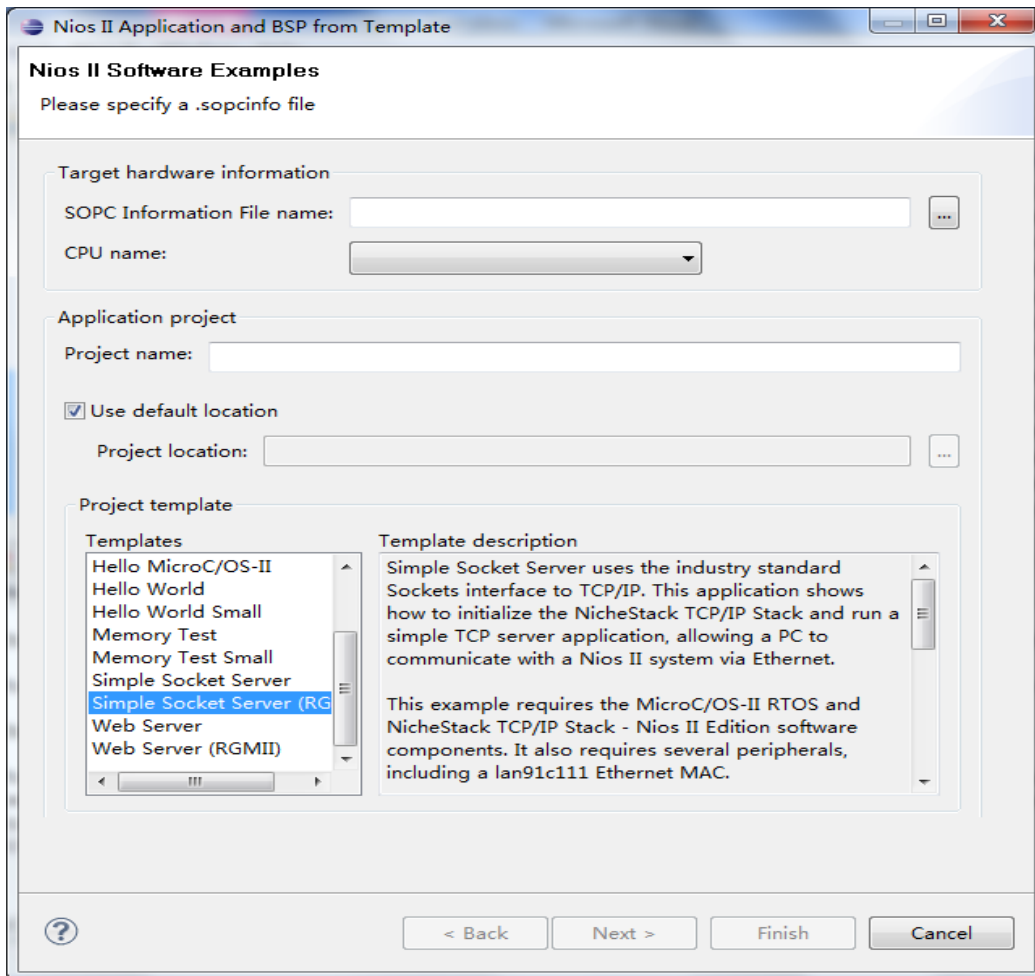 Nios II Application and BSP from Template
Nios II Software Examples
Please specify a .sopcinfo file
Target hardware information
SOPC Information File name:
...
CPU name:
Application project
Project name:
Use default location
Project location:
...
Project template
Templates
Hello MicroC/OS-II
Hello World
Hello World Small
Memory Test
Memory Test Small
Simple Socket Server
Simple Socket Server (RG
Web Server
Web Server (RGMII)
Template description
Simple Socket Server uses the industry standard
Sockets interface to TCP/IP. This application shows
how to initialize the NicheStack TCP/IP Stack and run a
simple TCP server application, allowing a PC to
communicate with a Nios II system via Ethernet.
This example requires the MicroC/OS-II RTOS and
NicheStack TCP/IP Stack - Nios II Edition software
components. It also requires several peripherals,
including a lan91c111 Ethernet MAC.
?
< Back
Next >
Finish
Cancel